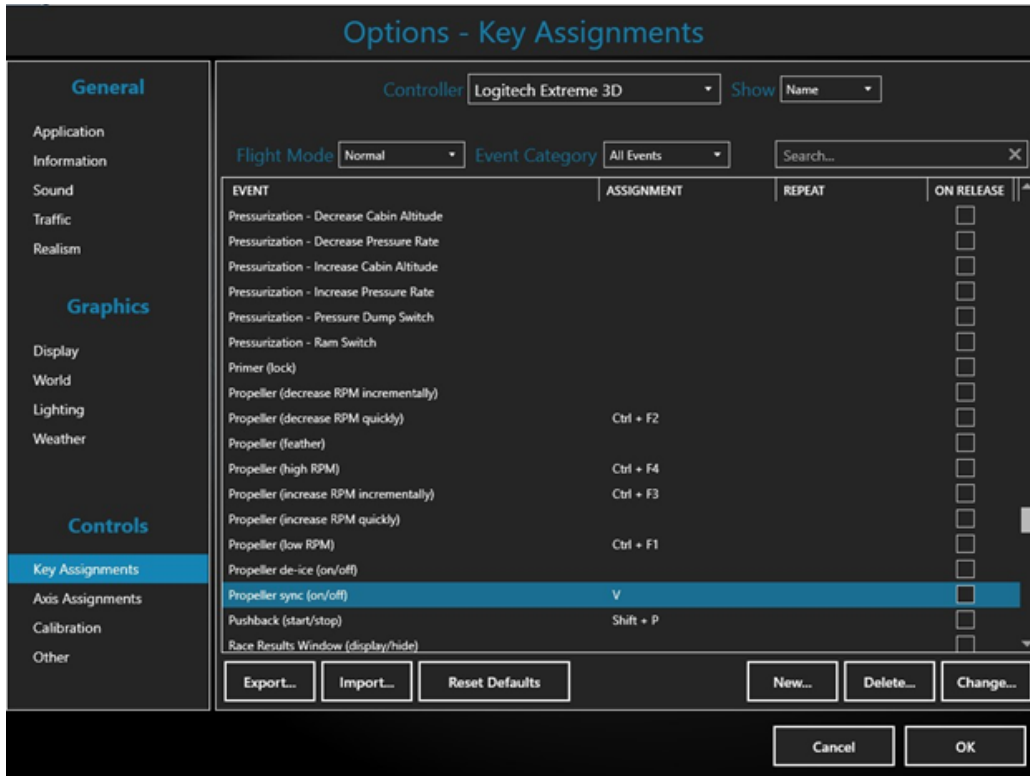 Options - Key Assignments
General
Application
Information
Sound
Traffic
Realism
Graphics
Display
World
Lighting
Weather
Controls
Key Assignments
Axis Assignments
Calibration
Other
Controller Logitech Extreme 3D Show Name
Flight Mode Normal Event Category All Events Search...
EVENT ASSIGNMENT REPEAT ON RELEASE
Pressurization - Decrease Cabin Altitude
Pressurization - Decrease Pressure Rate
Pressurization - Increase Cabin Altitude
Pressurization - Increase Pressure Rate
Pressurization - Pressure Dump Switch
Pressurization - Ram Switch
Primer (lock)
Propeller (decrease RPM incrementally)
Propeller (decrease RPM quickly) Ctrl + F2
Propeller (feather)
Propeller (high RPM) Ctrl + F4
Propeller (increase RPM incrementally) Ctrl + F3
Propeller (increase RPM quickly)
Propeller (low RPM) Ctrl + F1
Propeller de-ice (on/off)
Propeller sync (on/off) V
Pushback (start/stop) Shift + P
Race Results Window (display/hide)
Export... Import... Reset Defaults New... Delete... Change...
Cancel OK